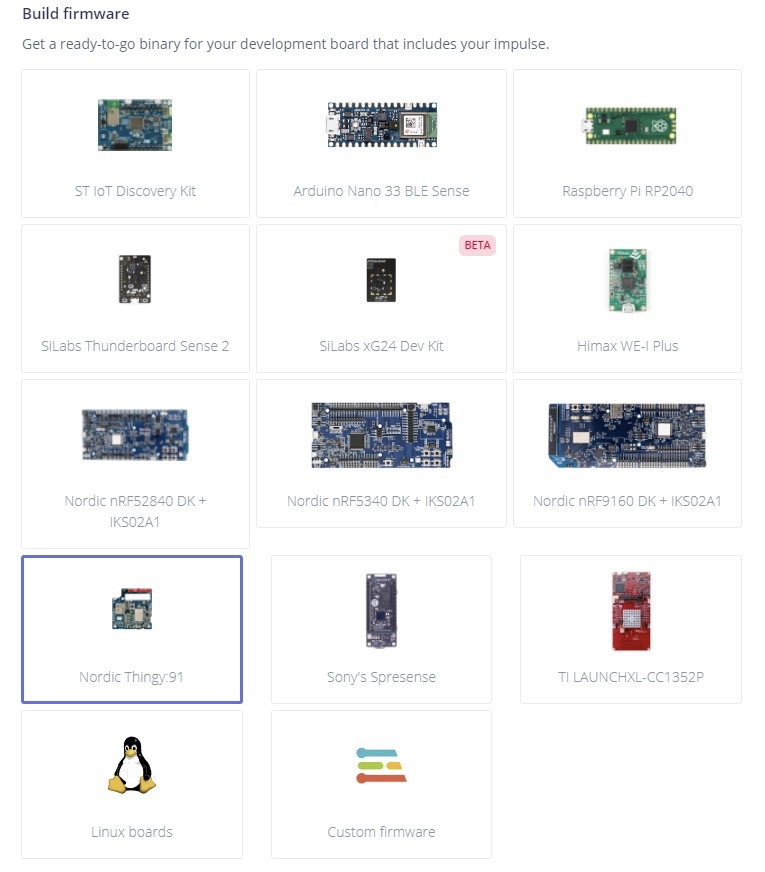 Build firmware
Get a ready-to-go binary for your development board that includes your impulse.
ST IoT Discovery Kit
Arduino Nano 33 BLE Sense
Raspberry Pi RP2040
BETA
SiLabs Thunderboard Sense 2
SiLabs xG24 Dev Kit
Himax WE-I Plus
Nordic nRF52840 DK +
IKS02A1
Nordic nRF5340 DK + IKS02A1
Nordic nRF9160 DK + IKS02A1
Nordic Thingy:91
Sony's Spresense
TI LAUNCHXL-CC1352P
Linux boards
Custom firmware